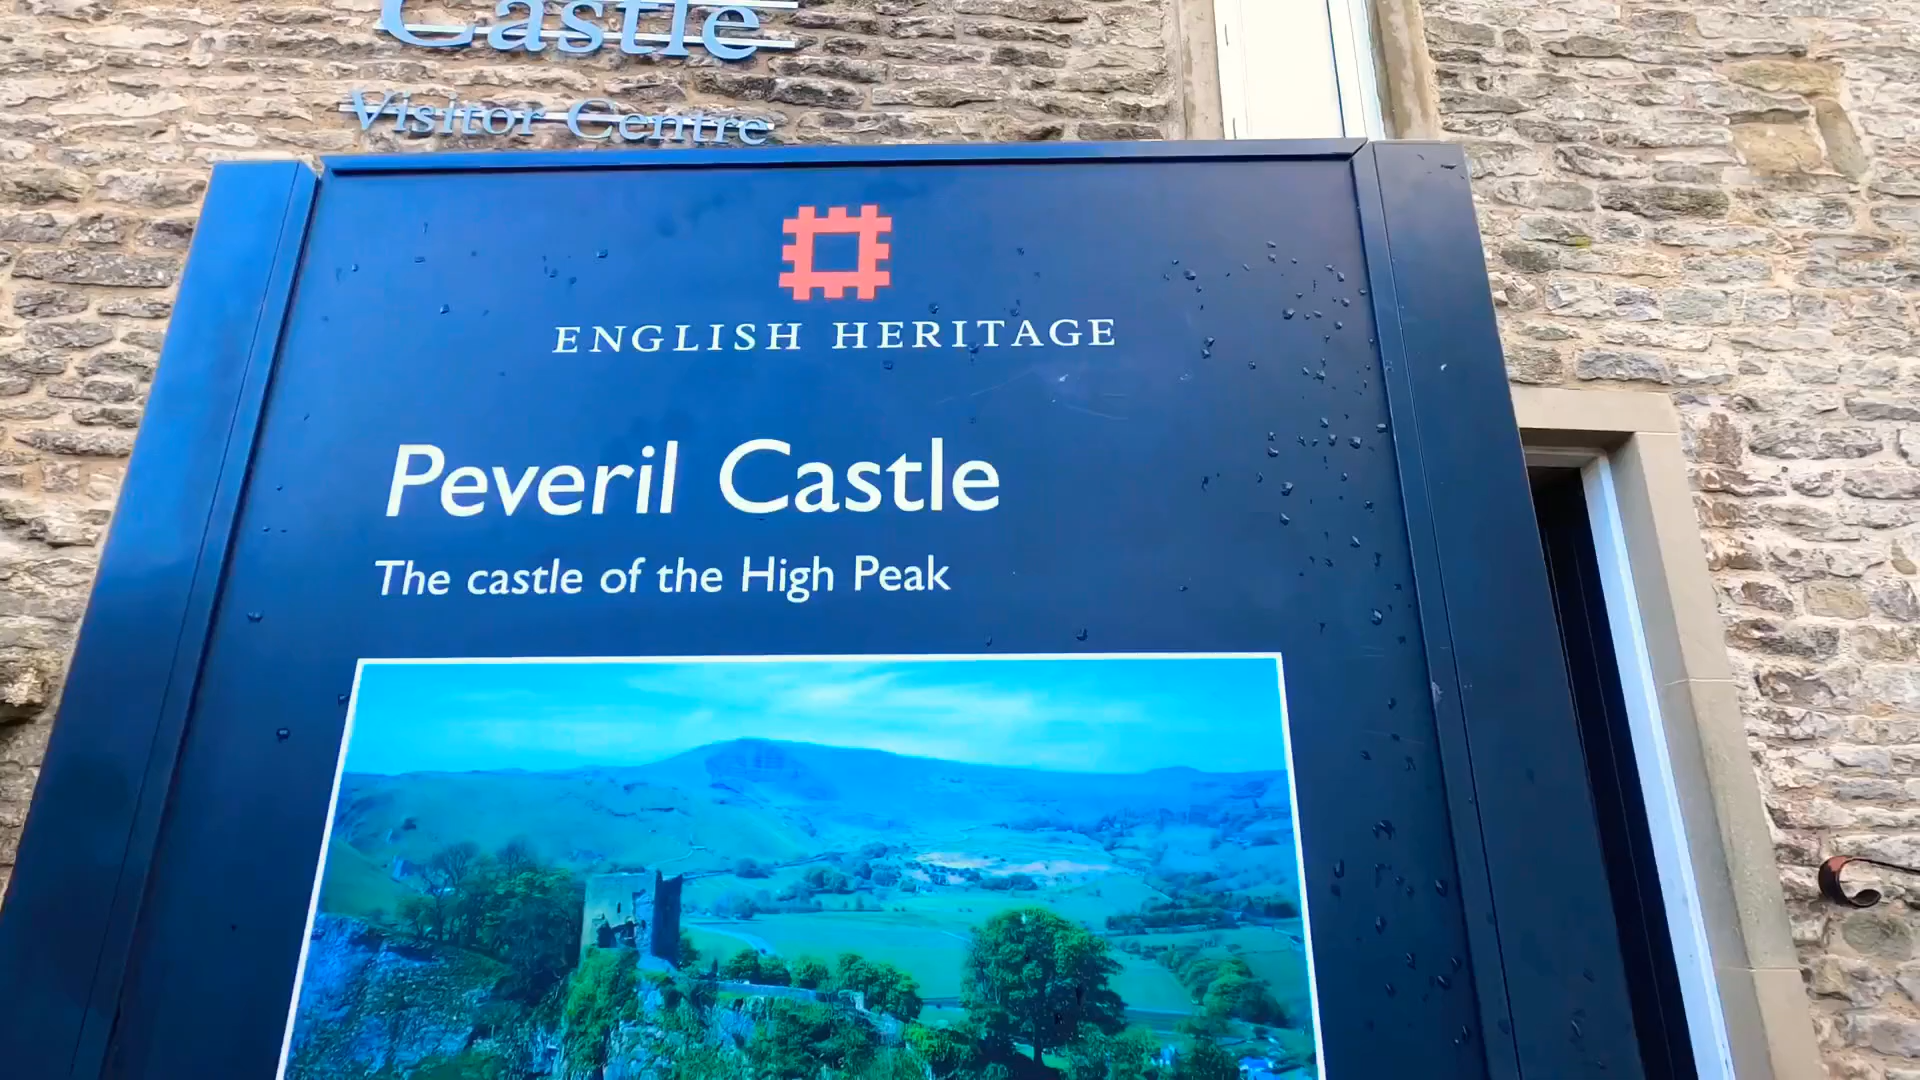 Castle
Visitor Centre
ENGLISH HERITAGE
Peveril Castle
The castle of the High Peak